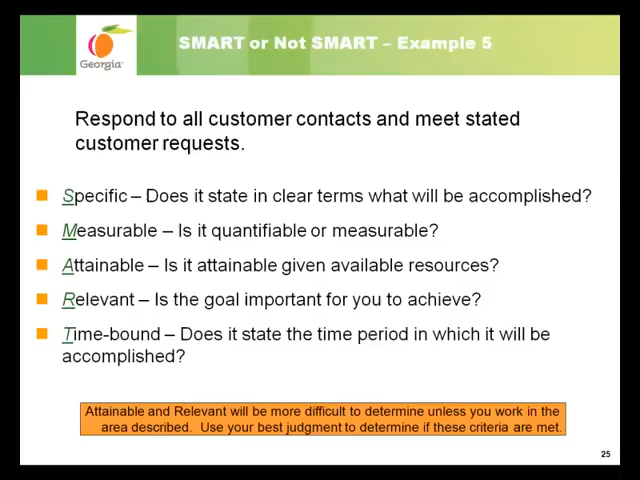 SMART or Not SMART – Example 5
Georgia
Respond to all customer contacts and meet stated
customer requests.
Specific – Does it state in clear terms what will be accomplished?
Measurable – Is it quantifiable or measurable?
Attainable – Is it attainable given available resources?
Relevant – Is the goal important for you to achieve?
Time-bound – Does it state the time period in which it will be
accomplished?
Attainable and Relevant will be more difficult to determine unless you work in the
area described. Use your best judgment to determine if these criteria are met.
25